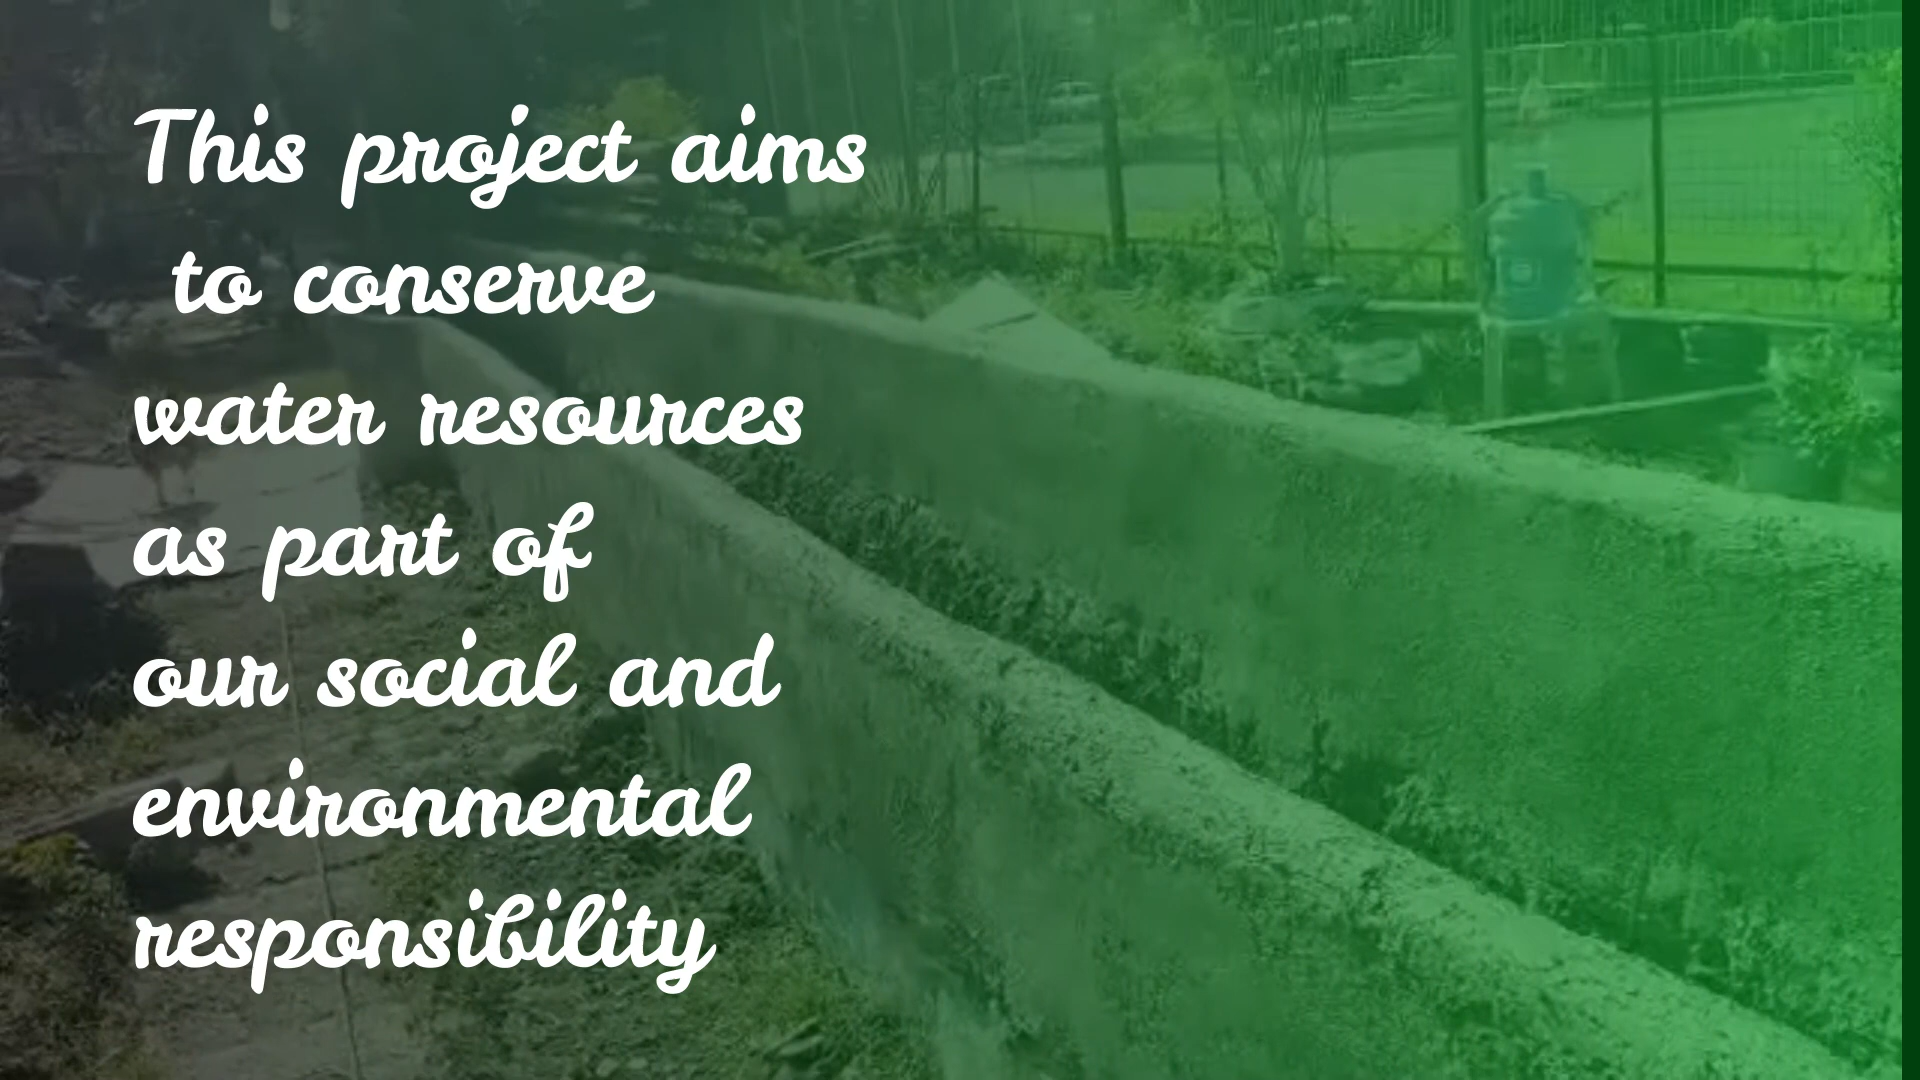 This project aims
to conserve
water resources
as part of
our social and
environmental
responsibility